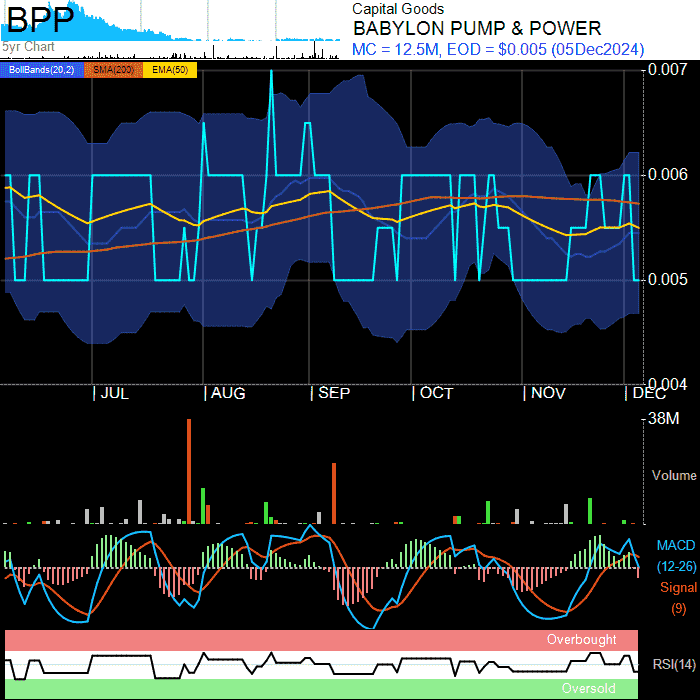 BPP
5yr Chart
Capital Goods
BABYLON PUMP & POWER
MC = 12.5M, EOD = $0.005 (05Dec2024)
BollBands(20,2) SMA(200) EMA(50)
0.007
0.006
0.005
0.004
JUL AUG SEP OCT NOV DEC
38M
Volume
MACD
(12-26)
Signal
(9)
Overbought
RSI(14)
Oversold